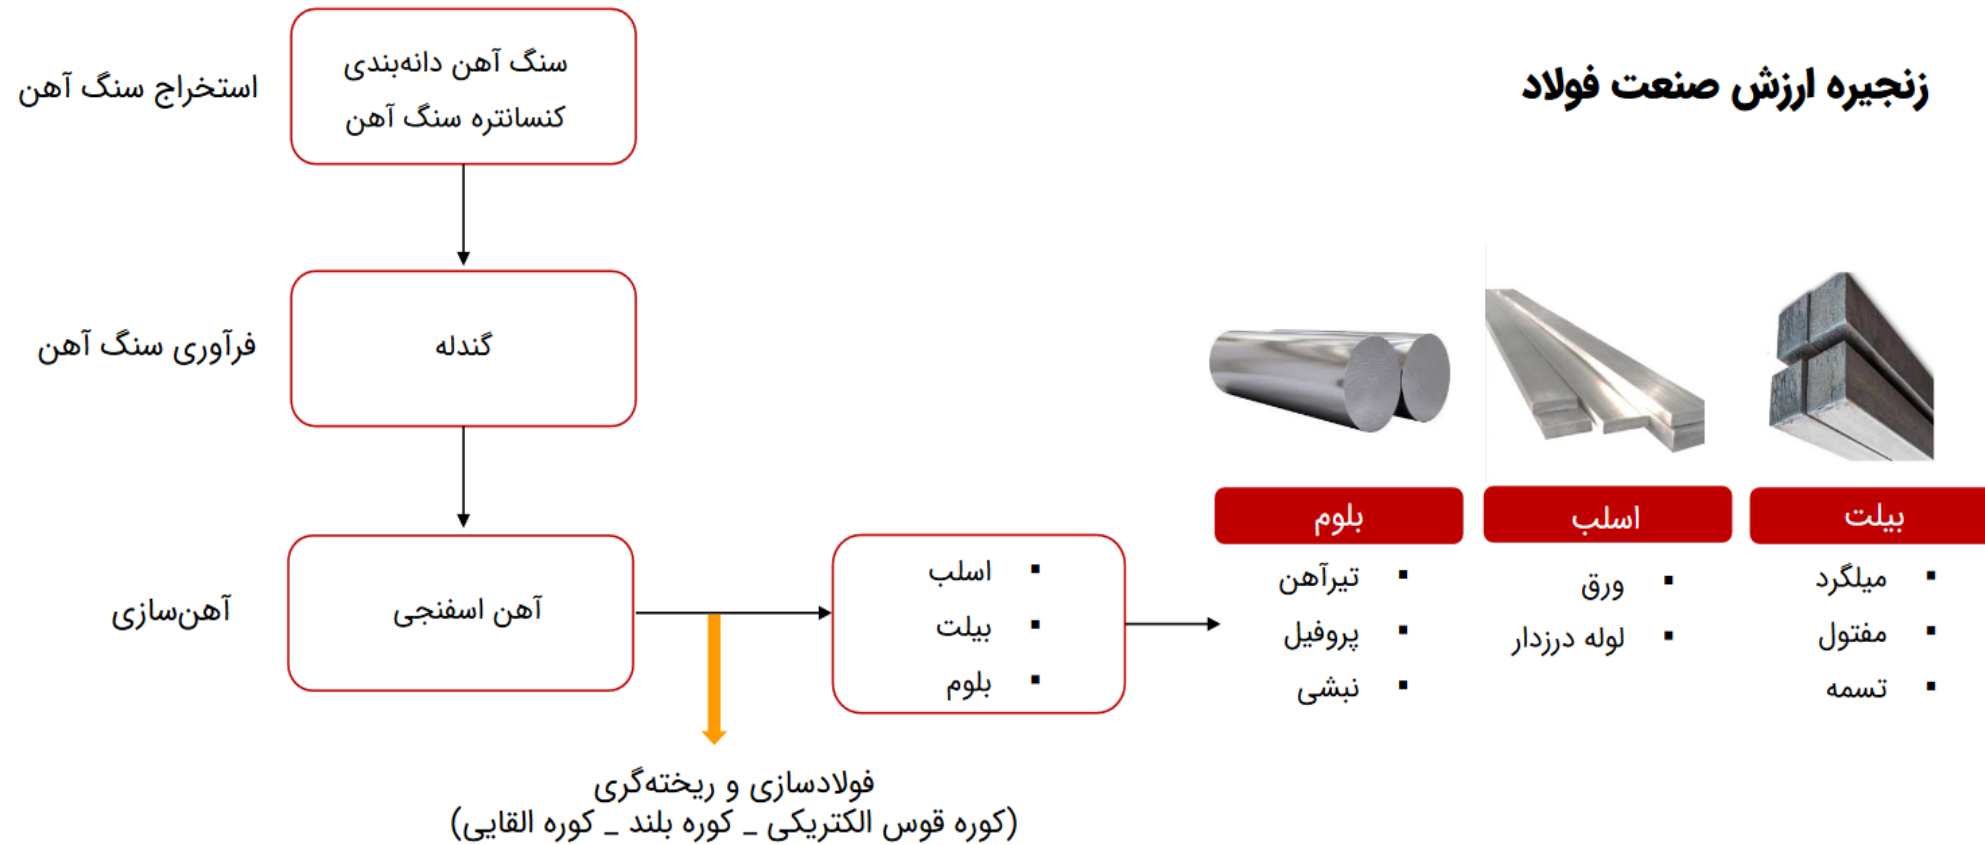 زنجیره ارزش صنعت فولاد
استخراج سنگ آهن
سنگ آهن دانه‌بندی
کنسانتره سنگ آهن
فرآوری سنگ آهن
گندله
آهن‌سازی
آهن اسفنجی
فولادسازی و ریخته‌گری
(کوره قوس الکتریکی _ کوره بلند _ کوره القایی)
▪ اسلب
▪ بیلت
▪ بلوم
بیلت
▪ میلگرد
▪ مفتول
▪ تسمه
اسلب
▪ ورق
▪ لوله درزدار
بلوم
▪ تیرآهن
▪ پروفیل
▪ نبشی